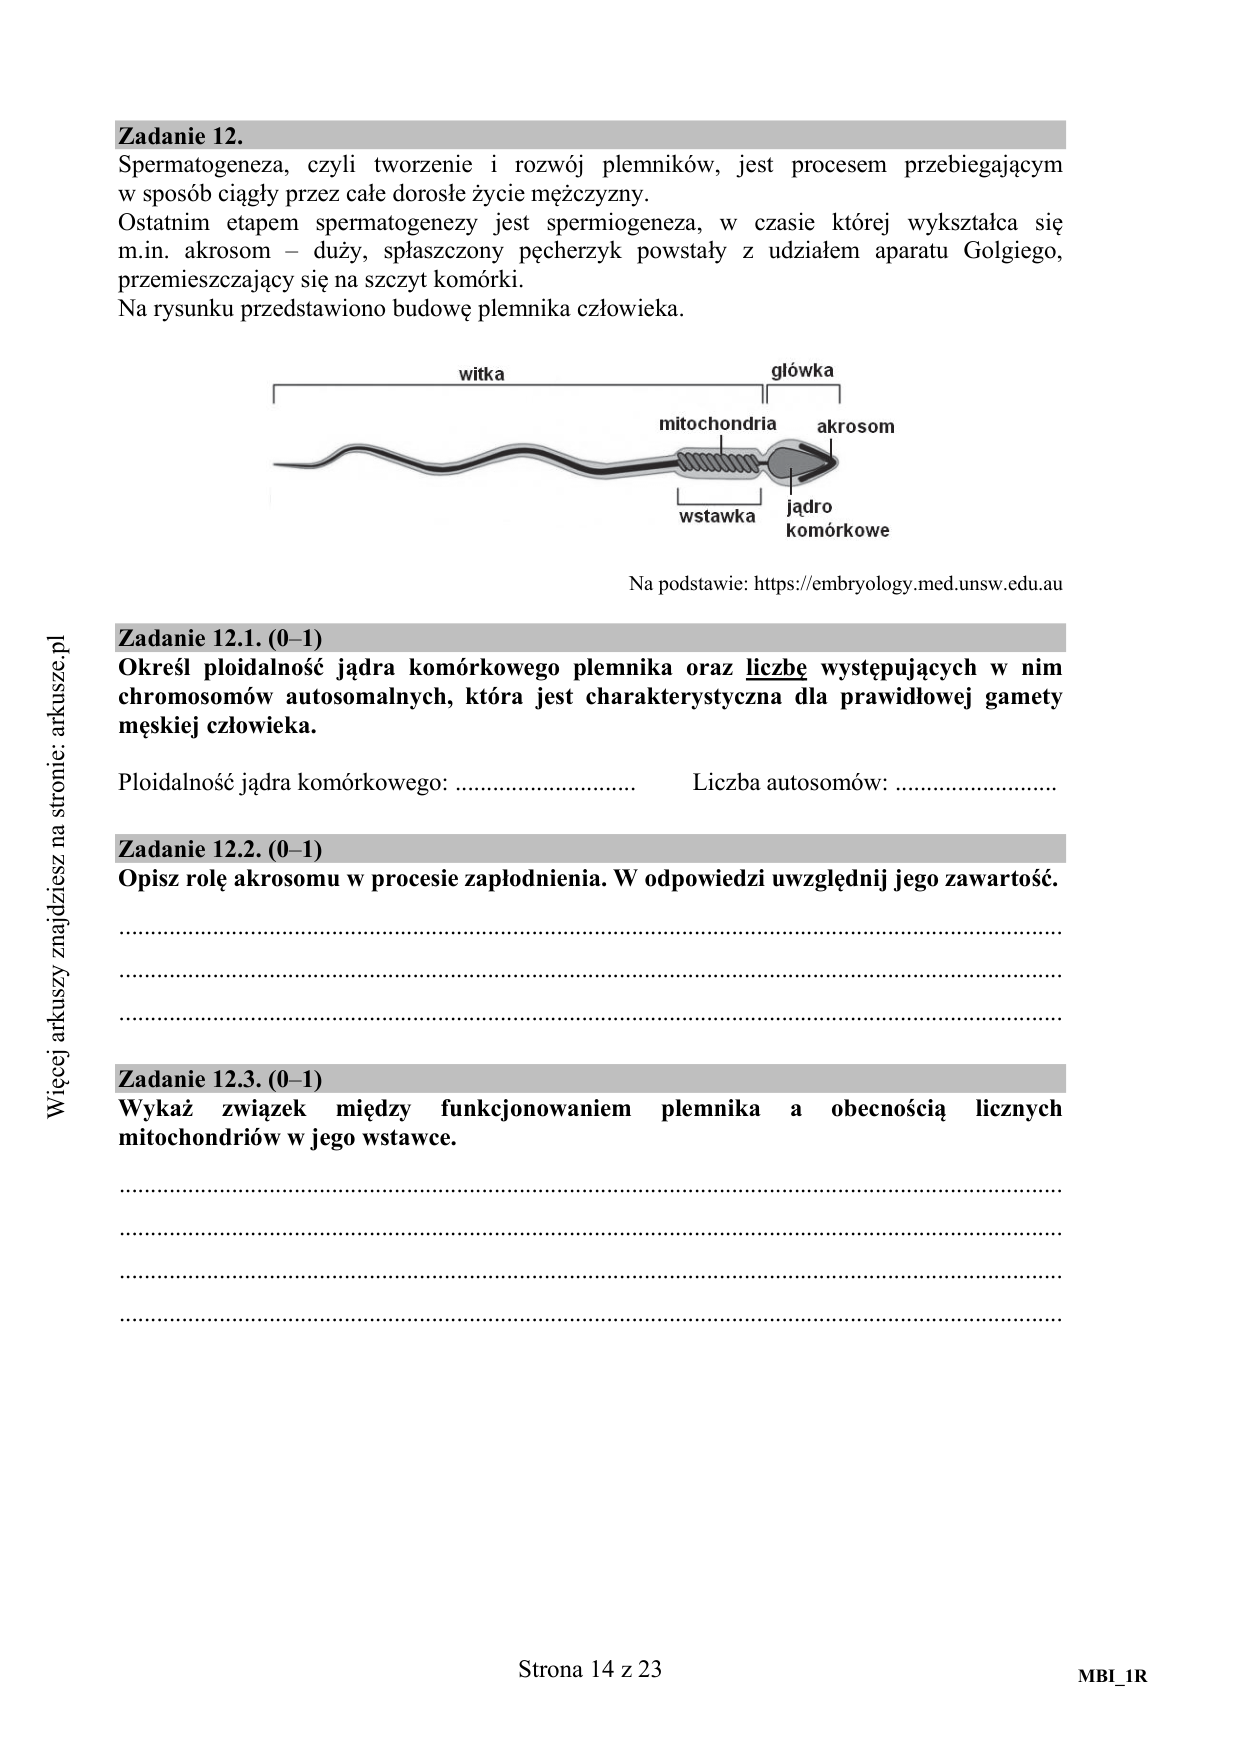 Zadanie 12.
Spermatogeneza, czyli tworzenie i rozwój plemników, jest procesem przebiegającym
w sposób ciągły przez całe dorosłe życie mężczyzny.
Ostatnim etapem spermatogenezy jest spermiogeneza, w czasie której wykształca się
m.in. akrosom – duży, spłaszczony pęcherzyk powstały z udziałem aparatu Golgiego,
przemieszczający się na szczyt komórki.
Na rysunku przedstawiono budowę plemnika człowieka.
witka
główka
mitochondria
akrosom
wstawka
jądro
komórkowe
Na podstawie: https://embryology.med.unsw.edu.au
Zadanie 12.1. (0–1)
Określ ploidalność jądra komórkowego plemnika oraz liczbę występujących w nim
chromosomów autosomalnych, która jest charakterystyczna dla prawidłowej gamety
męskiej człowieka.
Ploidalność jądra komórkowego: ............................. Liczba autosomów: ..........................
Zadanie 12.2. (0–1)
Opisz rolę akrosomu w procesie zapłodnienia. W odpowiedzi uwzględnij jego zawartość.
Zadanie 12.3. (0–1)
Wykaż związek między funkcjonowaniem plemnika a obecnością licznych
mitochondriów w jego wstawce.
Strona 14 z 23
MBI_1R
Więcej arkuszy znajdziesz na stronie: arkusze.pl